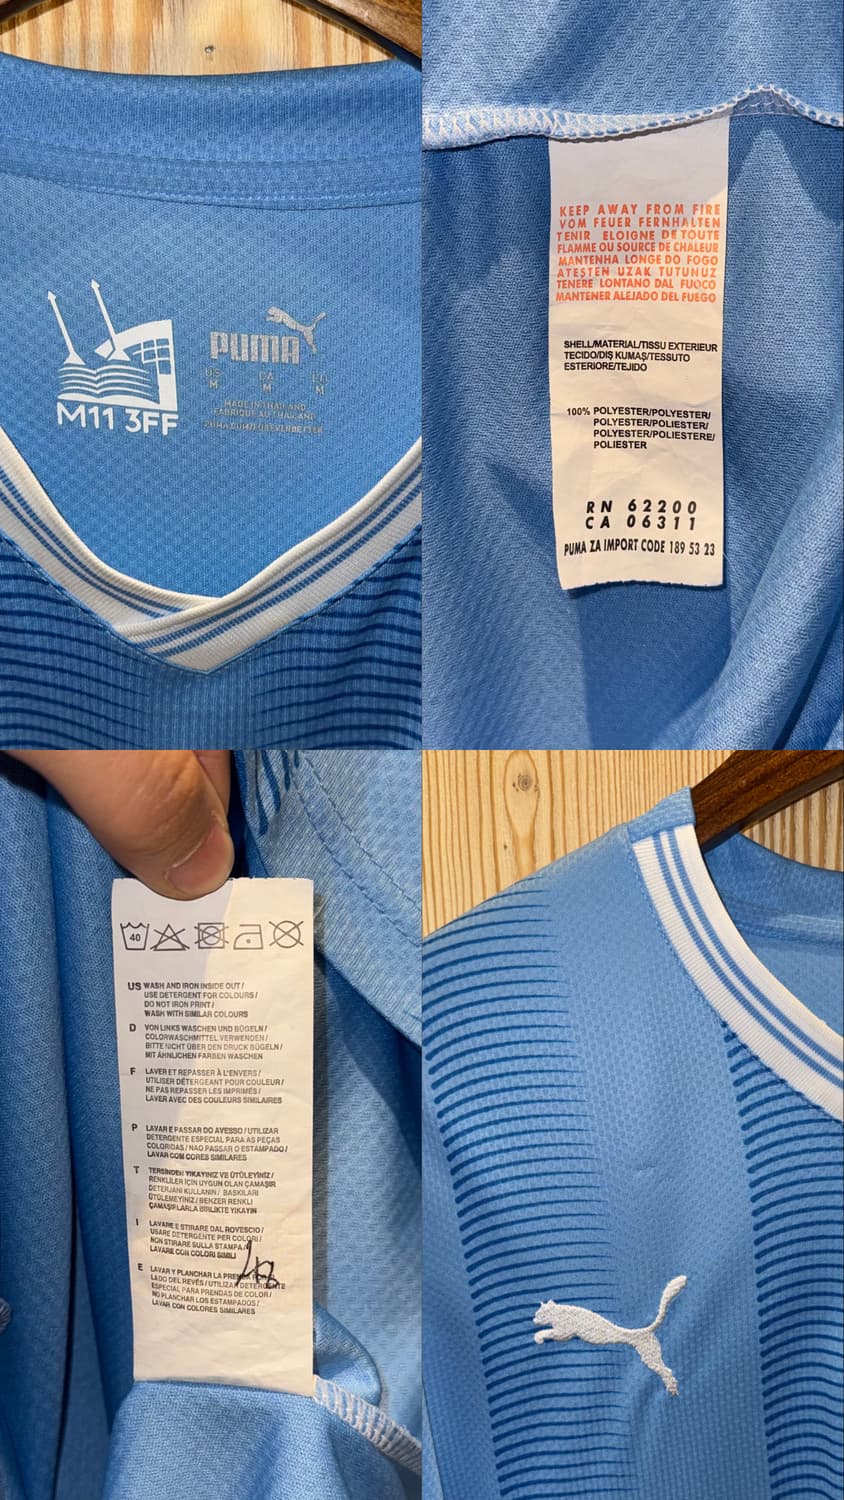 M11 3FF
PUMA
US CA EU
M M M
MADE IN THAILAND
FABRIQUE AU THAILANDE
PUMA.COM/FOREVERBETTER
KEEP AWAY FROM FIRE
VOM FEUER FERNHALTEN
TENIR ELOIGNE DE TOUTE
FLAMME OU SOURCE DE CHALEUR
MANTENHA LONGE DO FOGO
ATEŞTEN UZAK TUTUNUZ
TENERE LONTANO DAL FUOCO
MANTENER ALEJADO DEL FUEGO
SHELL/MATERIAL/TISSU EXTERIEUR
TECIDO/DIŞ KUMAŞ/TESSUTO
ESTERIORE/TEJIDO
100% POLYESTER/POLYESTER/
POLYESTER/POLIESTER/
POLYESTER/POLIESTERE/
POLIESTER
RN 62200
CA 06311
PUMA ZA IMPORT CODE 189 53 23
40
US WASH AND IRON INSIDE OUT/
USE DETERGENT FOR COLOURS/
DO NOT IRON PRINT/
WASH WITH SIMILAR COLOURS
D VON LINKS WASCHEN UND BÜGELN/
COLORWASCHMITTEL VERWENDEN/
BITTE NICHT ÜBER DEN DRUCK BÜGELN/
MIT ÄHNLICHEN FARBEN WASCHEN
F LAVER ET REPASSER À L'ENVERS/
UTILISER DÉTERGEANT POUR COULEUR/
NE PAS REPASSER LES IMPRIMÉS/
LAVER AVEC DES COULEURS SIMILAIRES
P LAVAR E PASSAR DO AVESSO/UTILIZAR
DETERGENTE ESPECIAL PARA AS PEÇAS
COLORIDAS/NAO PASSAR O ESTAMPADO/
LAVAR COM CORES SIMILARES
T TERSİNDEN YIKAYINIZ VE ÜTÜLEYİNİZ/
RENKLİLER İÇİN UYGUN OLAN ÇAMAŞIR
DETERJANI KULLANIN/ BASKILARI
ÜTÜLEMEYİNİZ/BENZER RENKLİ
ÇAMAŞIRLARLA BİRLİKTE YIKAYIN
I LAVARE E STIRARE DAL ROVESCIO/
USARE DETERGENTE PER COLORI/
NON STIRARE SULLA STAMPA/
LAVARE CON COLORI SIMILI
E LAVAR Y PLANCHAR LA PRENDA POR
LADO DEL REVÉS/UTILIZAR DETERGENTE
ESPECIAL PARA PRENDAS DE COLOR/
NO PLANCHAR LOS ESTAMPADOS/
LAVAR CON COLORES SIMILARES